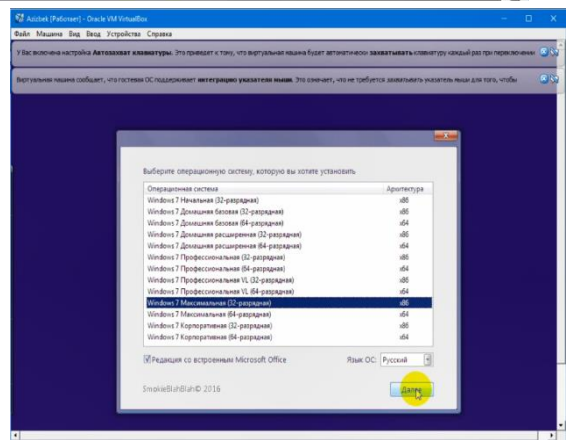 Azizbek [Работает] - Oracle VM VirtualBox
Файл Машина Вид Ввод Устройства Справка
У Вас включена настройка Автозахват клавиатуры. Это приведет к тому, что виртуальная машина будет автоматически захватывать клавиатуру каждый раз при переключении
Виртуальная машина сообщает, что гостевая ОС поддерживает интеграцию указателя мыши. Это означает, что не требуется захватывать указатель мыши для того, чтобы
Выберите операционную систему, которую вы хотите установить
Операционная система Архитектура
Windows 7 Начальная (32-разрядная) x86
Windows 7 Домашняя базовая (32-разрядная) x86
Windows 7 Домашняя базовая (64-разрядная) x64
Windows 7 Домашняя расширенная (32-разрядная) x86
Windows 7 Домашняя расширенная (64-разрядная) x64
Windows 7 Профессиональная (32-разрядная) x86
Windows 7 Профессиональная (64-разрядная) x64
Windows 7 Профессиональная VL (32-разрядная) x86
Windows 7 Профессиональная VL (64-разрядная) x64
Windows 7 Максимальная (32-разрядная) x86
Windows 7 Максимальная (64-разрядная) x64
Windows 7 Корпоративная (32-разрядная) x86
Windows 7 Корпоративная (64-разрядная) x64
Редакция со встроенным Microsoft Office Язык ОС: Русский
SmokieBlahBlah© 2016 Далее